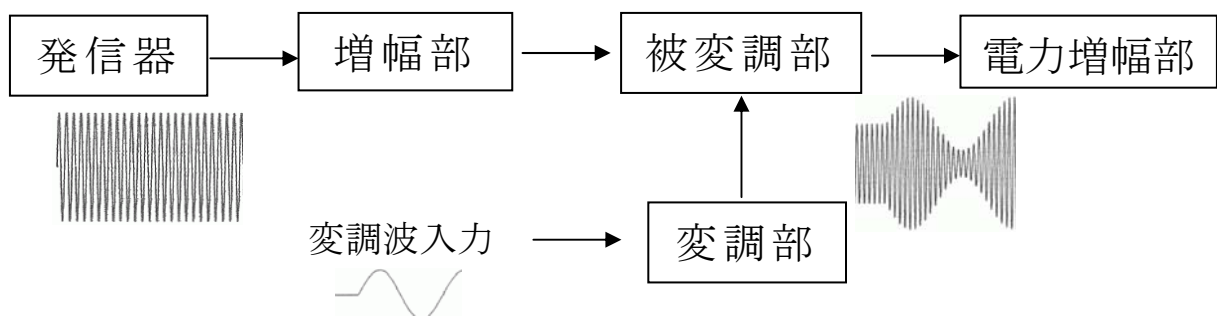 発信器
増幅部
被変調部
電力増幅部
変調波入力
変調部